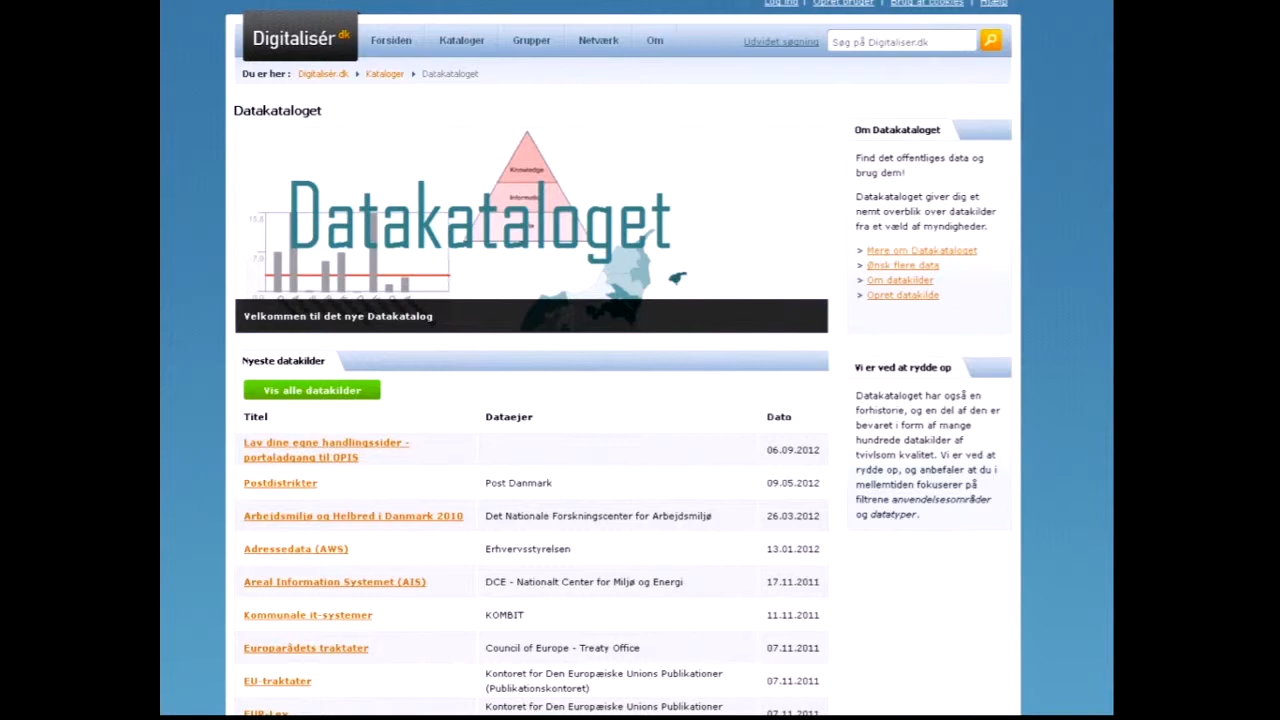 Log ind | Opret bruger | Brug af cookies | Hjælp
Digitalisér.dk
Forsiden Kataloger Grupper Netværk Om
Udvidet søgning
Søg på Digitaliser.dk
Du er her : Digitalisér.dk Kataloger Datakataloget
Datakataloget
Knowledge
Datakataloget
15,0
7,0
Velkommen til det nye Datakatalog
Nyeste datakilder
Vis alle datakilder
Titel Dataejer Dato
Lav dine egne handlingssider -
portaladgang til OPIS
06.09.2012
Postdistrikter Post Danmark 09.05.2012
Arbejdsmiljø og Helbred i Danmark 2010 Det Nationale Forskningscenter for Arbejdsmiljø 26.03.2012
Adressedata (AWS) Erhvervsstyrelsen 13.01.2012
Areal Information Systemet (AIS) DCE - Nationalt Center for Miljø og Energi 17.11.2011
Kommunale it-systemer KOMBIT 11.11.2011
Europarådets traktater Council of Europe - Treaty Office 07.11.2011
EU-traktater Kontoret for Den Europæiske Unions Publikationer
(Publikationskontoret)
07.11.2011
EUR-Lex Kontoret for Den Europæiske Unions Publikationer 07.11.2011
Om Datakataloget
Find det offentliges data og
brug dem!
Datakataloget giver dig et
nemt overblik over datakilder
fra et væld af myndigheder.
> Mere om Datakataloget
> Ønsk flere data
> Om datakilder
> Opret datakilde
Vi er ved at rydde op
Datakataloget har også en
forhistorie, og en del af den er
bevaret i form af mange
hundrede datakilder af
tvivlsom kvalitet. Vi er ved at
rydde op, og anbefaler at du i
mellemtiden fokuserer på
filtrene anvendelsesområder
og datatyper.